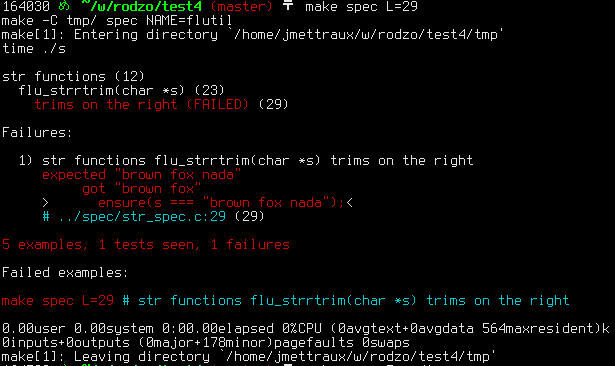 164030 め ~/w/rodzo/test4 (master) 〒 make spec L=29
make -C tmp/ spec NAME=flutil
make[1]: Entering directory `/home/jmettraux/w/rodzo/test4/tmp'
time ./s
str functions (12)
flu_strrtrim(char *s) (23)
trims on the right (FAILED) (29)
Failures:
1) str functions flu_strrtrim(char *s) trims on the right
expected "brown fox nada"
got "brown fox"
> ensure(s === "brown fox nada");<
# ../spec/str_spec.c:29 (29)
5 examples, 1 tests seen, 1 failures
Failed examples:
make spec L=29 # str functions flu_strrtrim(char *s) trims on the right
0.00user 0.00system 0:00.00elapsed 0%CPU (0avgtext+0avgdata 564maxresident)k
0inputs+0outputs (0major+178minor)pagefaults 0swaps
make[1]: Leaving directory `/home/jmettraux/w/rodzo/test4/tmp'